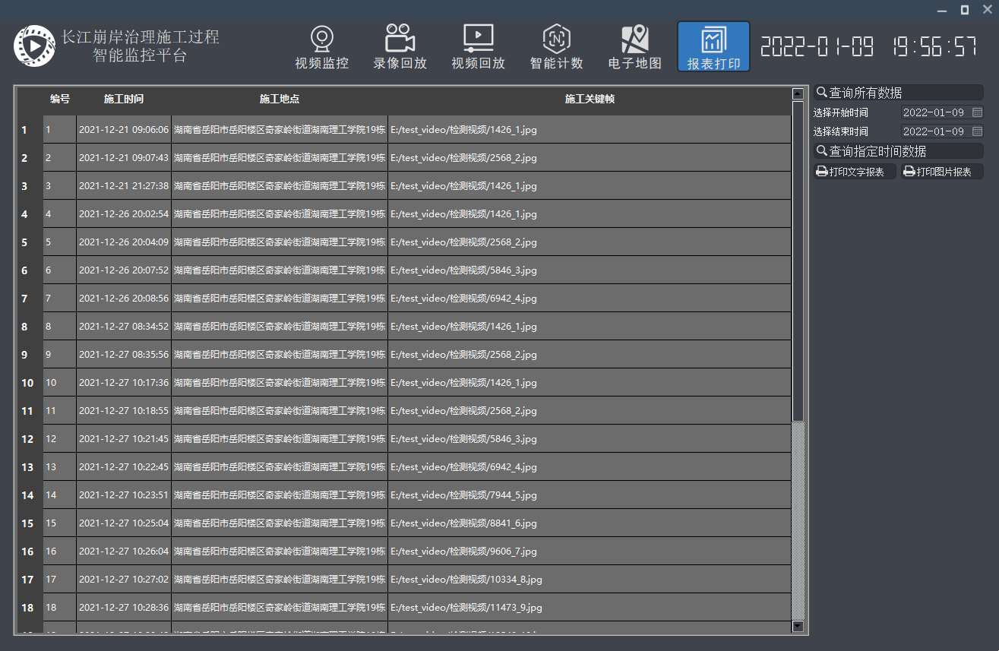 长江崩岸治理施工过程
智能监控平台
视频监控 录像回放 视频回放 智能计数 电子地图 报表打印
2022-01-09 19:56:57
编号 施工时间 施工地点 施工关键帧
1 1 2021-12-21 09:06:06 湖南省岳阳市岳阳楼区奇家岭街道湖南理工学院19栋 E:/test_video/检测视频/1426_1.jpg
2 2 2021-12-21 09:07:43 湖南省岳阳市岳阳楼区奇家岭街道湖南理工学院19栋 E:/test_video/检测视频/2568_2.jpg
3 3 2021-12-21 21:27:38 湖南省岳阳市岳阳楼区奇家岭街道湖南理工学院19栋 E:/test_video/检测视频/1426_1.jpg
4 4 2021-12-26 20:02:54 湖南省岳阳市岳阳楼区奇家岭街道湖南理工学院19栋 E:/test_video/检测视频/1426_1.jpg
5 5 2021-12-26 20:04:09 湖南省岳阳市岳阳楼区奇家岭街道湖南理工学院19栋 E:/test_video/检测视频/2568_2.jpg
6 6 2021-12-26 20:07:52 湖南省岳阳市岳阳楼区奇家岭街道湖南理工学院19栋 E:/test_video/检测视频/5846_3.jpg
7 7 2021-12-26 20:08:56 湖南省岳阳市岳阳楼区奇家岭街道湖南理工学院19栋 E:/test_video/检测视频/6942_4.jpg
8 8 2021-12-27 08:34:52 湖南省岳阳市岳阳楼区奇家岭街道湖南理工学院19栋 E:/test_video/检测视频/1426_1.jpg
9 9 2021-12-27 08:35:56 湖南省岳阳市岳阳楼区奇家岭街道湖南理工学院19栋 E:/test_video/检测视频/2568_2.jpg
10 10 2021-12-27 10:17:36 湖南省岳阳市岳阳楼区奇家岭街道湖南理工学院19栋 E:/test_video/检测视频/1426_1.jpg
11 11 2021-12-27 10:18:55 湖南省岳阳市岳阳楼区奇家岭街道湖南理工学院19栋 E:/test_video/检测视频/2568_2.jpg
12 12 2021-12-27 10:21:45 湖南省岳阳市岳阳楼区奇家岭街道湖南理工学院19栋 E:/test_video/检测视频/5846_3.jpg
13 13 2021-12-27 10:22:45 湖南省岳阳市岳阳楼区奇家岭街道湖南理工学院19栋 E:/test_video/检测视频/6942_4.jpg
14 14 2021-12-27 10:23:51 湖南省岳阳市岳阳楼区奇家岭街道湖南理工学院19栋 E:/test_video/检测视频/7944_5.jpg
15 15 2021-12-27 10:25:04 湖南省岳阳市岳阳楼区奇家岭街道湖南理工学院19栋 E:/test_video/检测视频/8841_6.jpg
16 16 2021-12-27 10:26:04 湖南省岳阳市岳阳楼区奇家岭街道湖南理工学院19栋 E:/test_video/检测视频/9606_7.jpg
17 17 2021-12-27 10:27:02 湖南省岳阳市岳阳楼区奇家岭街道湖南理工学院19栋 E:/test_video/检测视频/10334_8.jpg
18 18 2021-12-27 10:28:36 湖南省岳阳市岳阳楼区奇家岭街道湖南理工学院19栋 E:/test_video/检测视频/11473_9.jpg
查询所有数据
选择开始时间 2022-01-09
选择结束时间 2022-01-09
查询指定时间数据
打印文字报表 打印图片报表